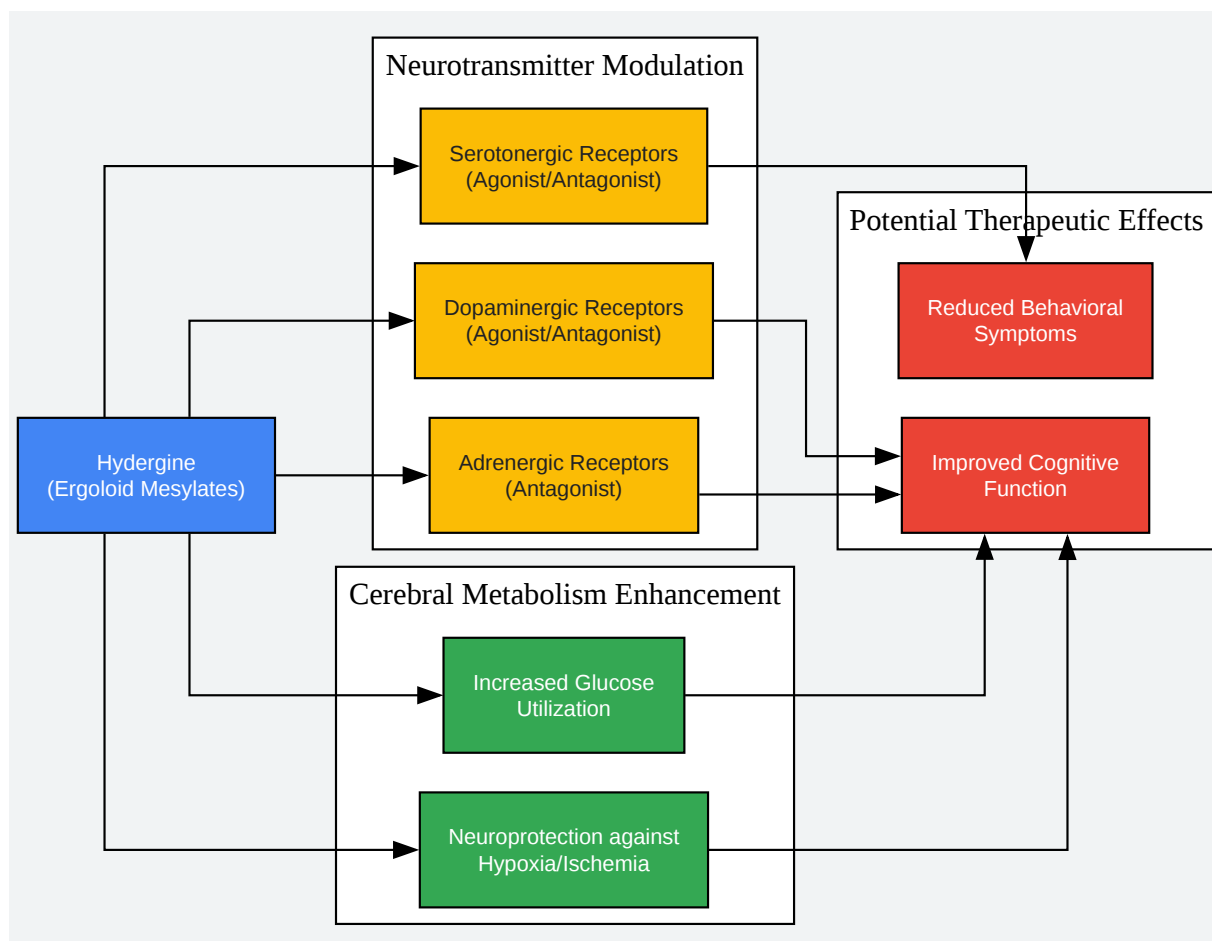 Neurotransmitter Modulation
Serotonergic Receptors
(Agonist/Antagonist)
Dopaminergic Receptors
(Agonist/Antagonist)
Adrenergic Receptors
(Antagonist)
Potential Therapeutic Effects
Reduced Behavioral
Symptoms
Improved Cognitive
Function
Hydergine
(Ergoloid Mesylates)
Cerebral Metabolism Enhancement
Increased Glucose
Utilization
Neuroprotection against
Hypoxia/Ischemia